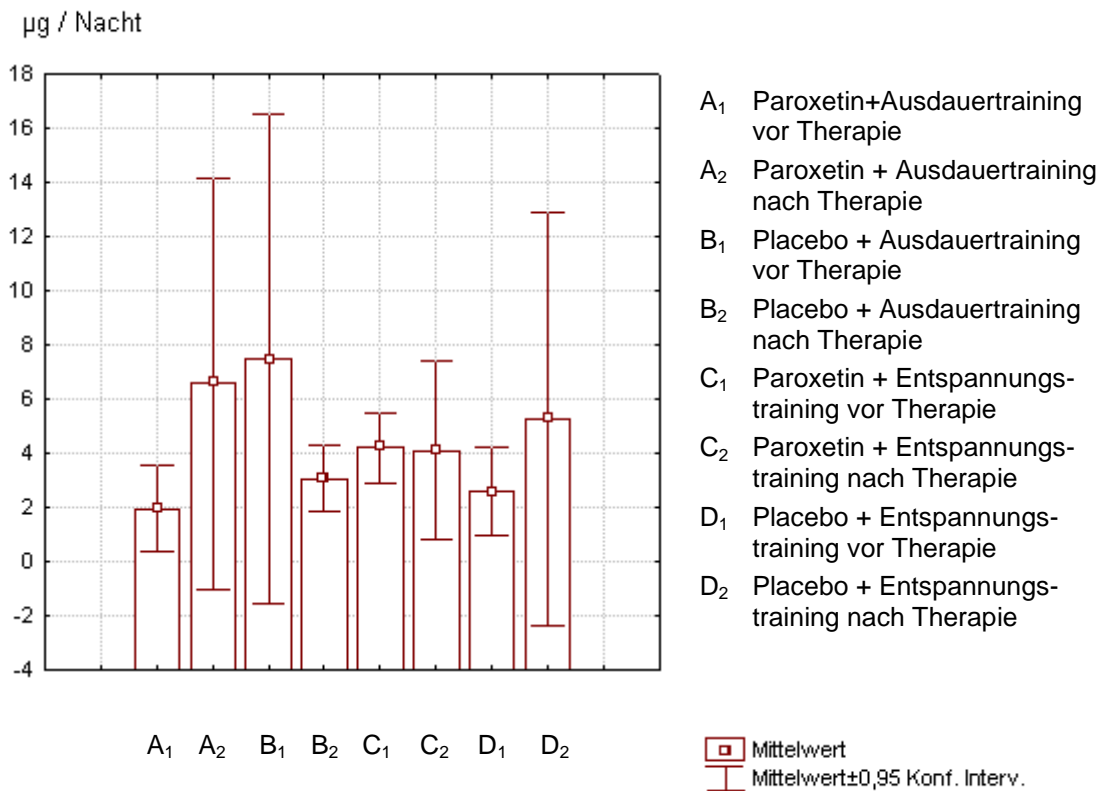 µg / Nacht
18
16
14
12
10
8
6
4
2
0
-2
-4
A₁ A₂ B₁ B₂ C₁ C₂ D₁ D₂
A₁ Paroxetin+Ausdauertraining
vor Therapie
A₂ Paroxetin + Ausdauertraining
nach Therapie
B₁ Placebo + Ausdauertraining
vor Therapie
B₂ Placebo + Ausdauertraining
nach Therapie
C₁ Paroxetin + Entspannungs-
training vor Therapie
C₂ Paroxetin + Entspannungs-
training nach Therapie
D₁ Placebo + Entspannungs-
training vor Therapie
D₂ Placebo + Entspannungs-
training nach Therapie
Mittelwert
Mittelwert±0,95 Konf. Interv.